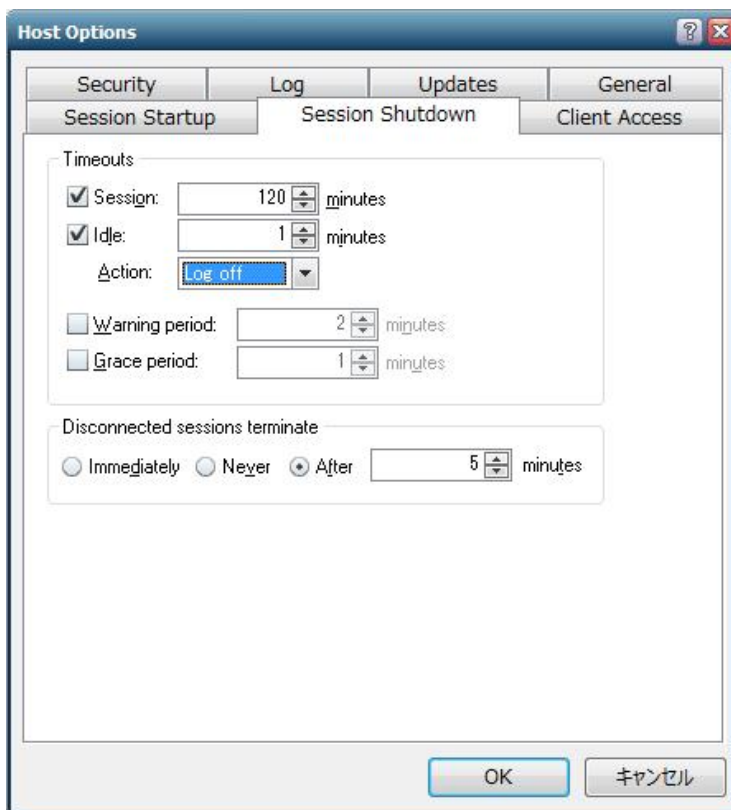 Host Options
Security Log Updates General
Session Startup Session Shutdown Client Access
Timeouts
Session: 120 minutes
Idle: 1 minutes
Action: Log off
Warning period: 2 minutes
Grace period: 1 minutes
Disconnected sessions terminate
Immediately Never After 5 minutes
OK キャンセル